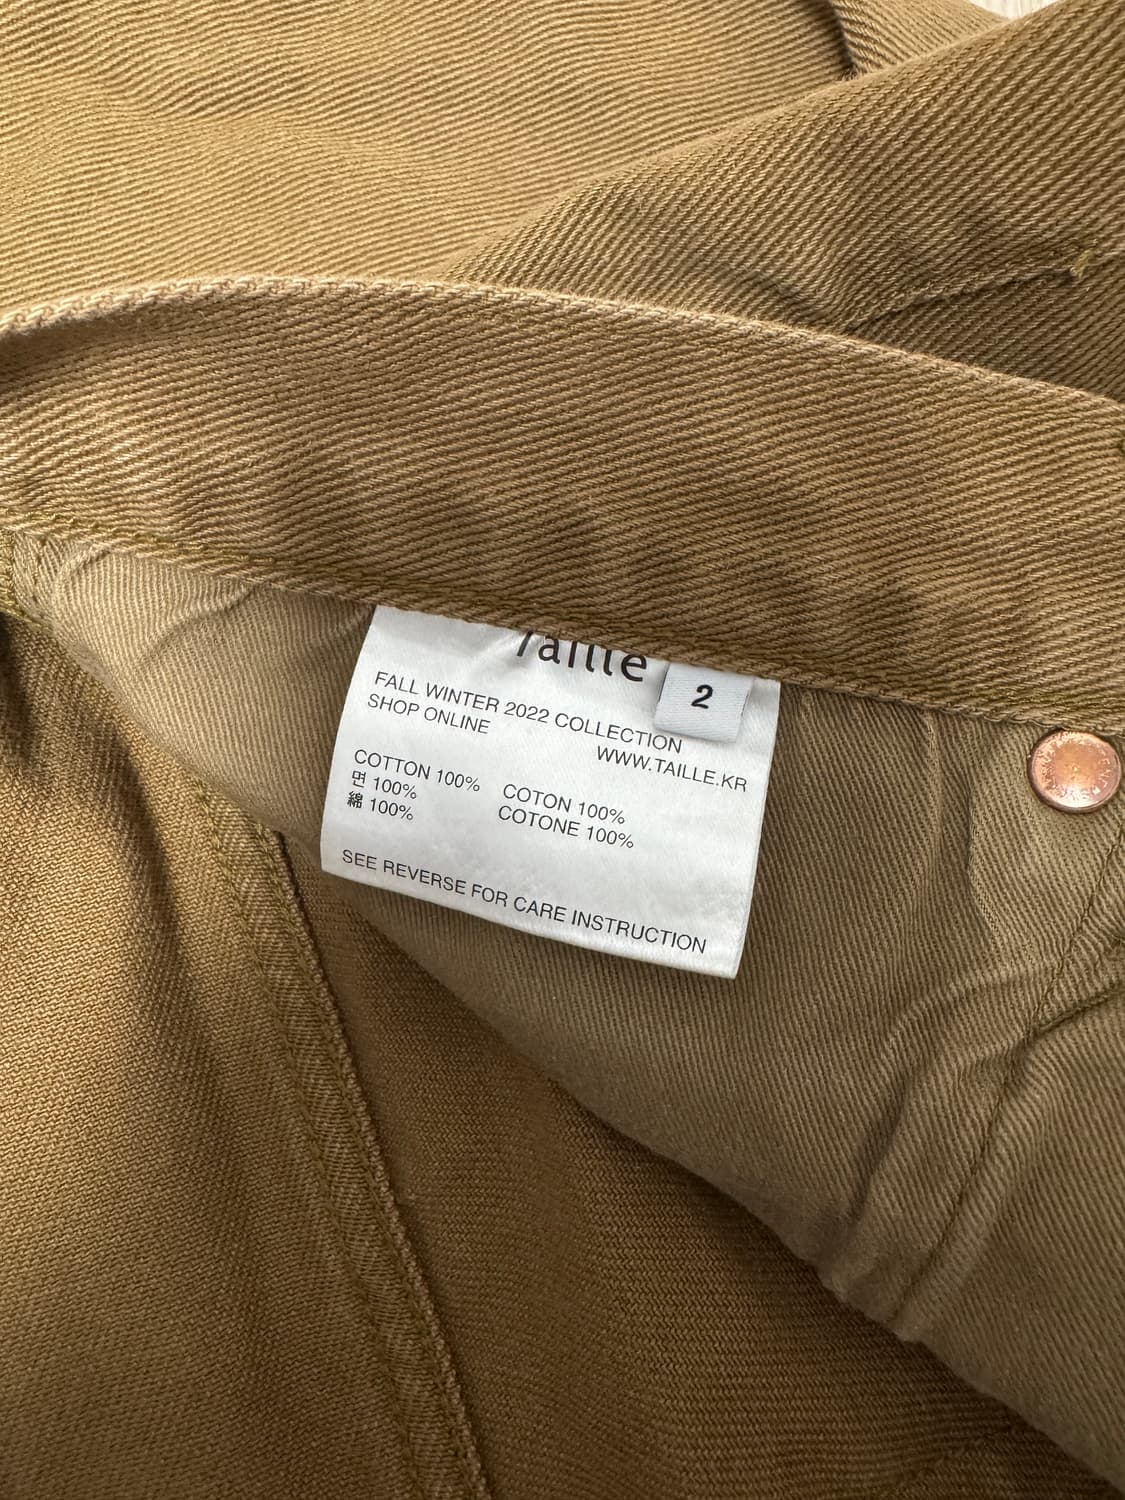 Taille
2
FALL WINTER 2022 COLLECTION
SHOP ONLINE
WWW.TAILLE.KR
COTTON 100%
면 100%
綿 100%
COTON 100%
COTONE 100%
SEE REVERSE FOR CARE INSTRUCTION